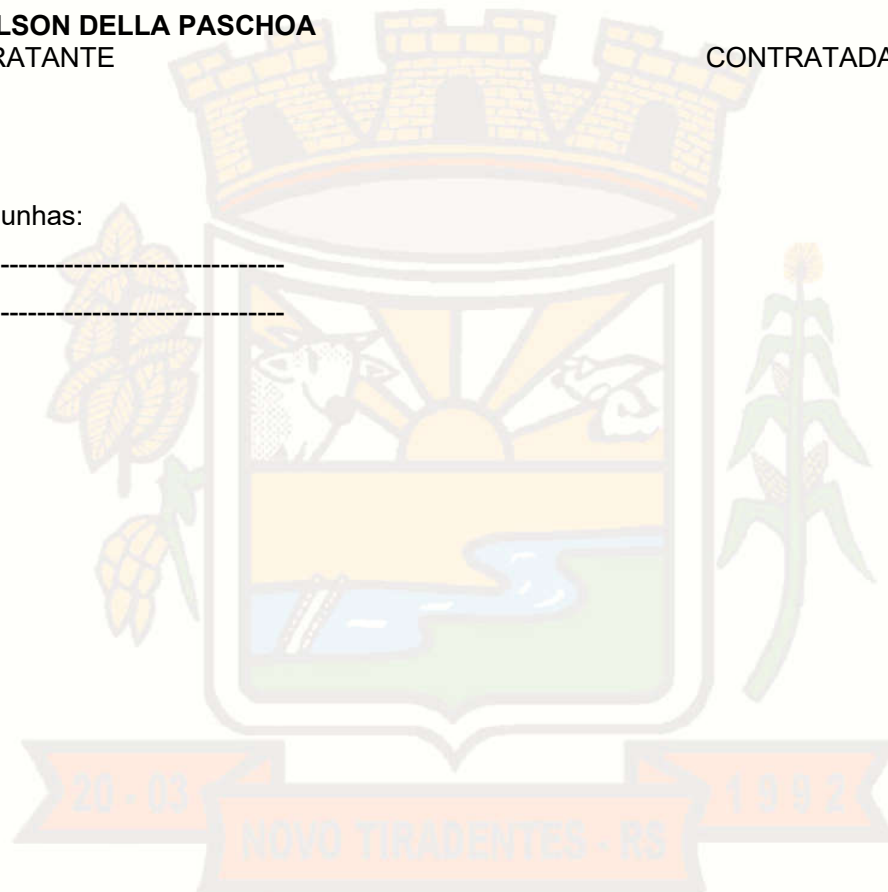 LSON DELLA PASCHOA
RATANTE CONTRATADA
unhas:
--------------------------------
--------------------------------
20 - 03 1992
NOVO TIRADENTES - RS